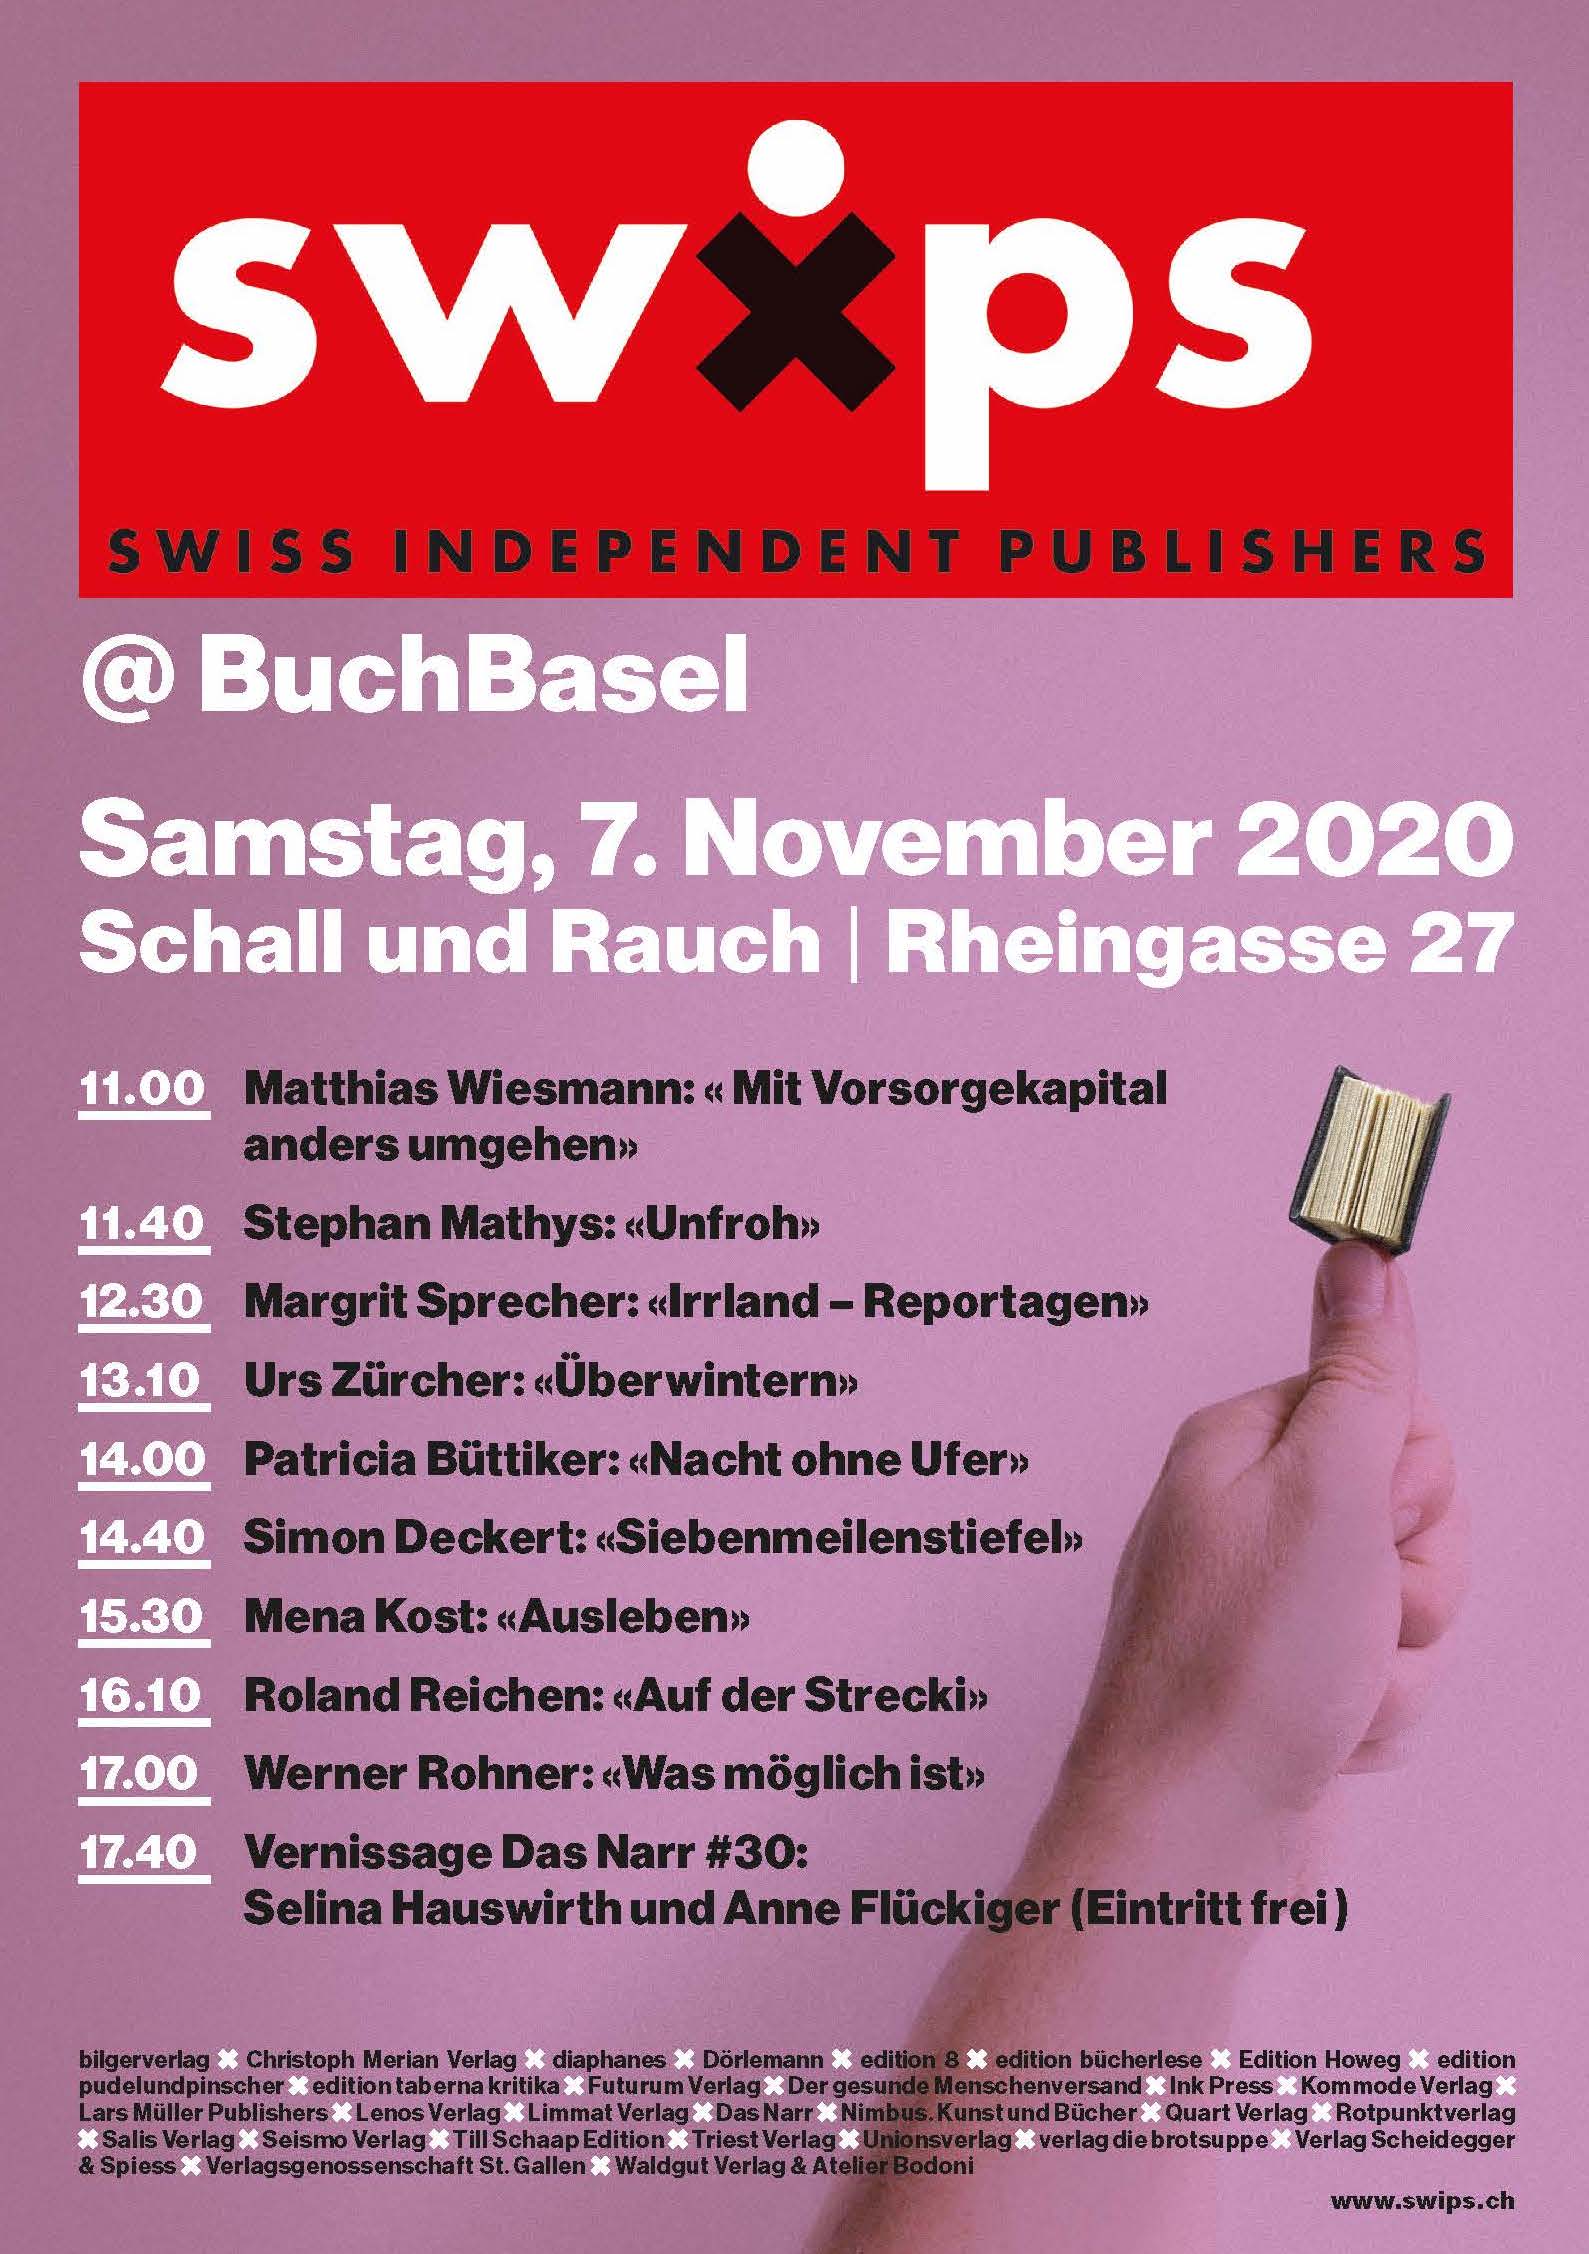 swips
SWISS INDEPENDENT PUBLISHERS
@ BuchBasel
Samstag, 7. November 2020
Schall und Rauch | Rheingasse 27
11.00 Matthias Wiesmann: « Mit Vorsorgekapital
anders umgehen»
11.40 Stephan Mathys: «Unfroh»
12.30 Margrit Sprecher: «Irrland – Reportagen»
13.10 Urs Zürcher: «Überwintern»
14.00 Patricia Büttiker: «Nacht ohne Ufer»
14.40 Simon Deckert: «Siebenmeilenstiefel»
15.30 Mena Kost: «Ausleben»
16.10 Roland Reichen: «Auf der Strecki»
17.00 Werner Rohner: «Was möglich ist»
17.40 Vernissage Das Narr #30:
Selina Hauswirth und Anne Flückiger (Eintritt frei)
bilgerverlag ✖ Christoph Merian Verlag ✖ diaphanes ✖ Dörlemann ✖ edition 8 ✖ edition bücherlese ✖ Edition Howeg ✖ edition
pudelundpinscher ✖ edition taberna kritika ✖ Futurum Verlag ✖ Der gesunde Menschenversand ✖ Ink Press ✖ Kommode Verlag ✖
Lars Müller Publishers ✖ Lenos Verlag ✖ Limmat Verlag ✖ Das Narr ✖ Nimbus. Kunst und Bücher ✖ Quart Verlag ✖ Rotpunktverlag
✖ Salis Verlag ✖ Seismo Verlag ✖ Till Schaap Edition ✖ Triest Verlag ✖ Unionsverlag ✖ verlag die brotsuppe ✖ Verlag Scheidegger
& Spiess ✖ Verlagsgenossenschaft St. Gallen ✖ Waldgut Verlag & Atelier Bodoni
www.swips.ch